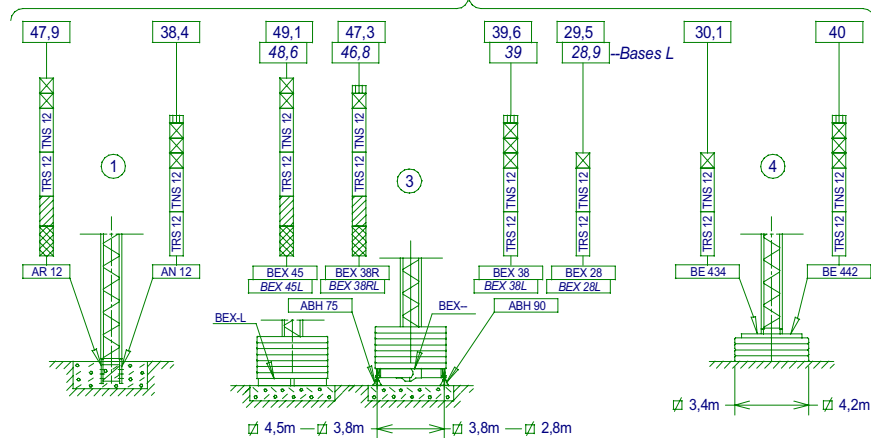 47,9 38,4 49,1 47,3 39,6 29,5 30,1 40
48,6 46,8 39 28,9 --Bases L
TRS 12 TNS 12
TRS 12 TNS 12
TRS 12 TNS 12
TRS 12 TNS 12
TRS 12 TNS 12
TRS 12 TNS 12
TRS 12 TNS 12
TRS 12 TNS 12
1
3
4
AR 12 AN 12 BEX 45 BEX 38R BEX 38 BEX 28 BE 434 BE 442
BEX 45L BEX 38RL BEX 38L BEX 28L
ABH 75 BEX– ABH 90
BEX-L
4,5m — 3,8m 3,8m — 2,8m
3,4m 4,2m